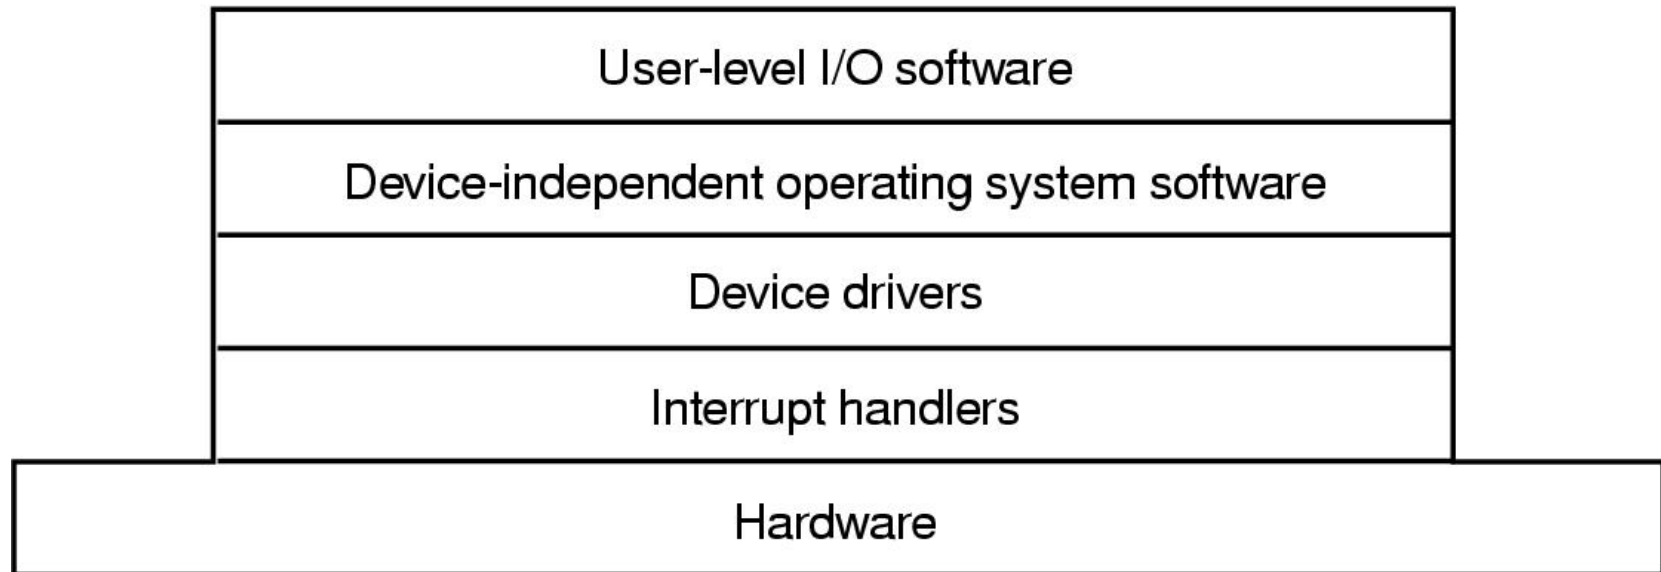 User-level I/O software
Device-independent operating system software
Device drivers
Interrupt handlers
Hardware